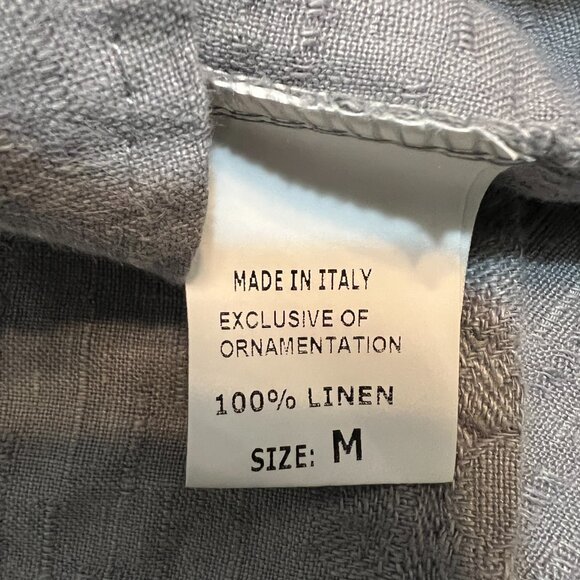 MADE IN ITALY
EXCLUSIVE OF
ORNAMENTATION
100% LINEN
SIZE: M